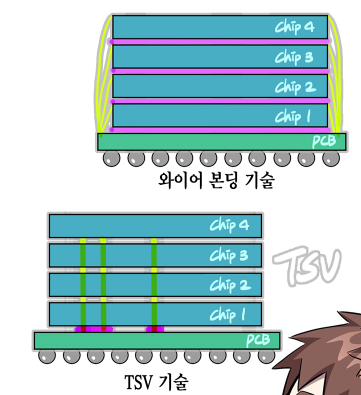 Chip 4
Chip 3
Chip 2
Chip 1
PCB
와이어 본딩 기술
Chip 4
Chip 3
TSV
Chip 2
Chip 1
PCB
TSV 기술